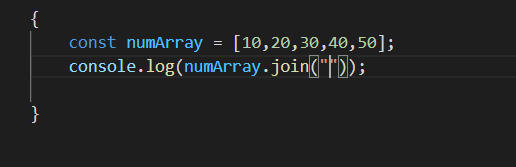 {
const numArray = [10,20,30,40,50];
console.log(numArray.join(""));
}